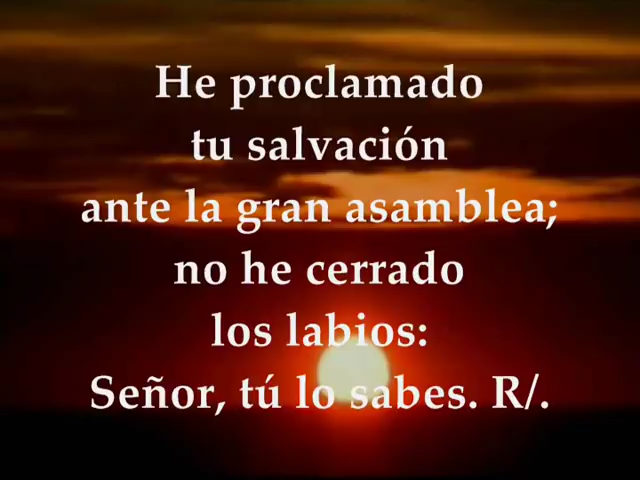 He proclamado
tu salvación
ante la gran asamblea;
no he cerrado
los labios:
Señor, tú lo sabes. R/.